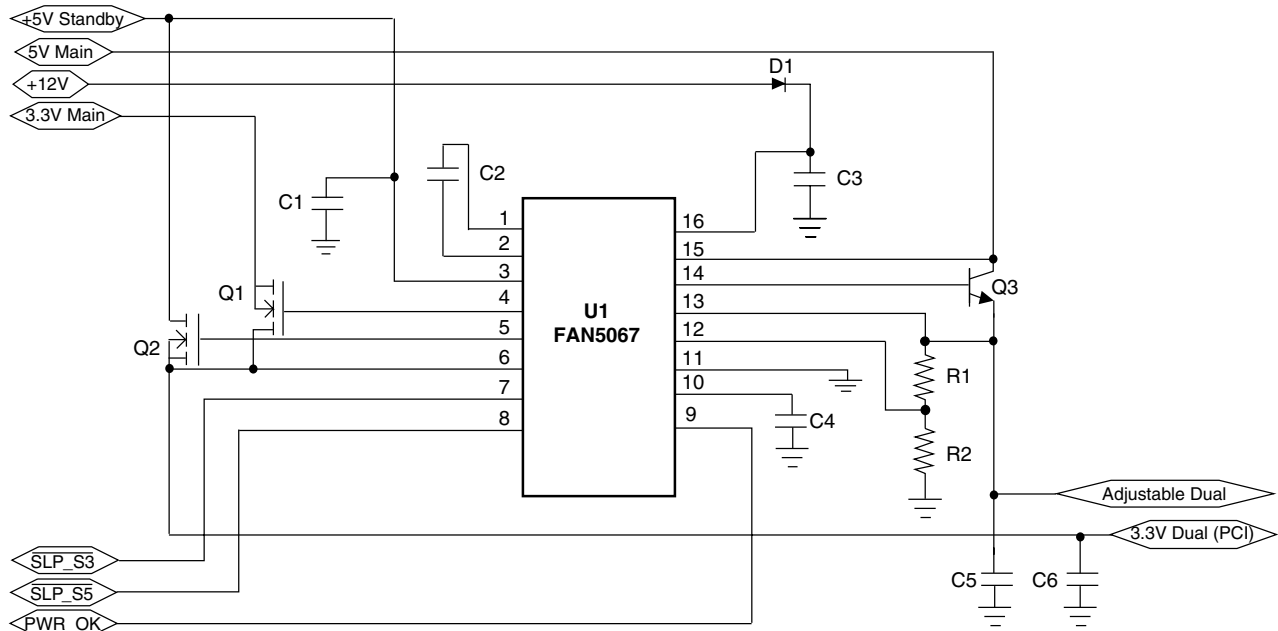 +5V Standby
5V Main
+12V
3.3V Main
D1
C2
C3
C1
1
2
3
4
5
6
7
8
16
15
14
13
12
11
10
9
U1
FAN5067
Q1
Q2
Q3
R1
R2
C4
Adjustable Dual
3.3V Dual (PCI)
SLP_S3
SLP_S5
PWR_OK
C5
C6